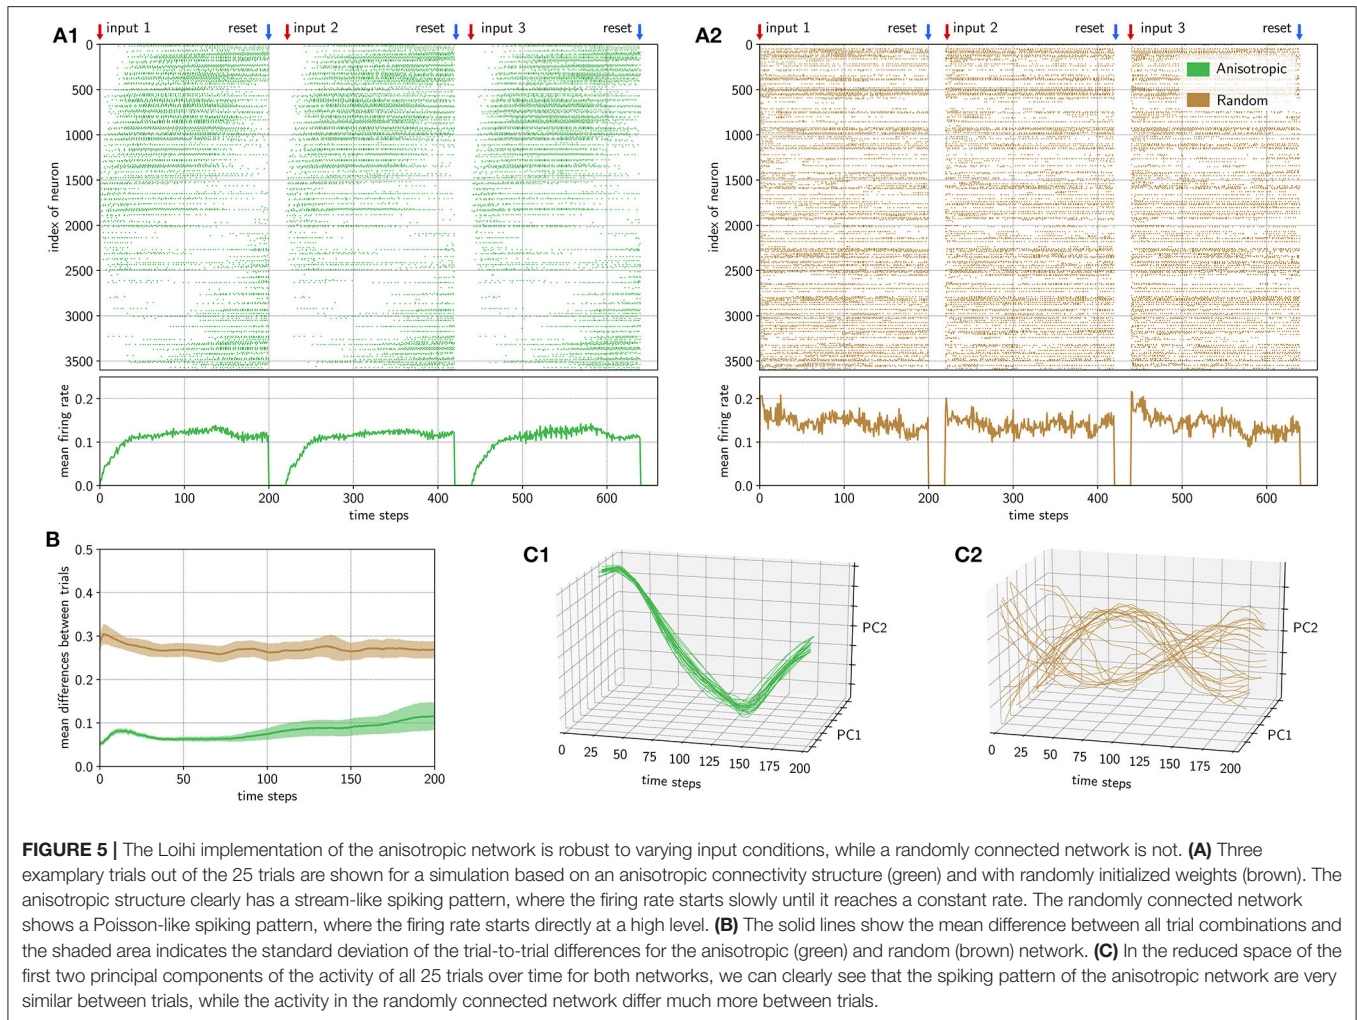 A1
input 1
reset
input 2
reset
input 3
reset
0
500
1000
1500
2000
2500
3000
3500
index of neuron
0.2
0.1
0.0
mean firing rate
0
100
200
300
400
500
600
time steps
A2
input 1
reset
input 2
reset
input 3
reset
Anisotropic
Random
0
500
1000
1500
2000
2500
3000
3500
index of neuron
0.2
0.1
0.0
mean firing rate
0
100
200
300
400
500
600
time steps
B
0.5
0.4
0.3
0.2
0.1
0.0
mean differences between trials
0
50
100
150
200
time steps
C1
PC2
PC1
0
25
50
75
100
125
150
175
200
time steps
C2
PC2
PC1
0
25
50
75
100
125
150
175
200
time steps
FIGURE 5 | The Loihi implementation of the anisotropic network is robust to varying input conditions, while a randomly connected network is not. (A) Three
examplary trials out of the 25 trials are shown for a simulation based on an anisotropic connectivity structure (green) and with randomly initialized weights (brown). The
anisotropic structure clearly has a stream-like spiking pattern, where the firing rate starts slowly until it reaches a constant rate. The randomly connected network
shows a Poisson-like spiking pattern, where the firing rate starts directly at a high level. (B) The solid lines show the mean difference between all trial combinations and
the shaded area indicates the standard deviation of the trial-to-trial differences for the anisotropic (green) and random (brown) network. (C) In the reduced space of the
first two principal components of the activity of all 25 trials over time for both networks, we can clearly see that the spiking pattern of the anisotropic network are very
similar between trials, while the activity in the randomly connected network differ much more between trials.